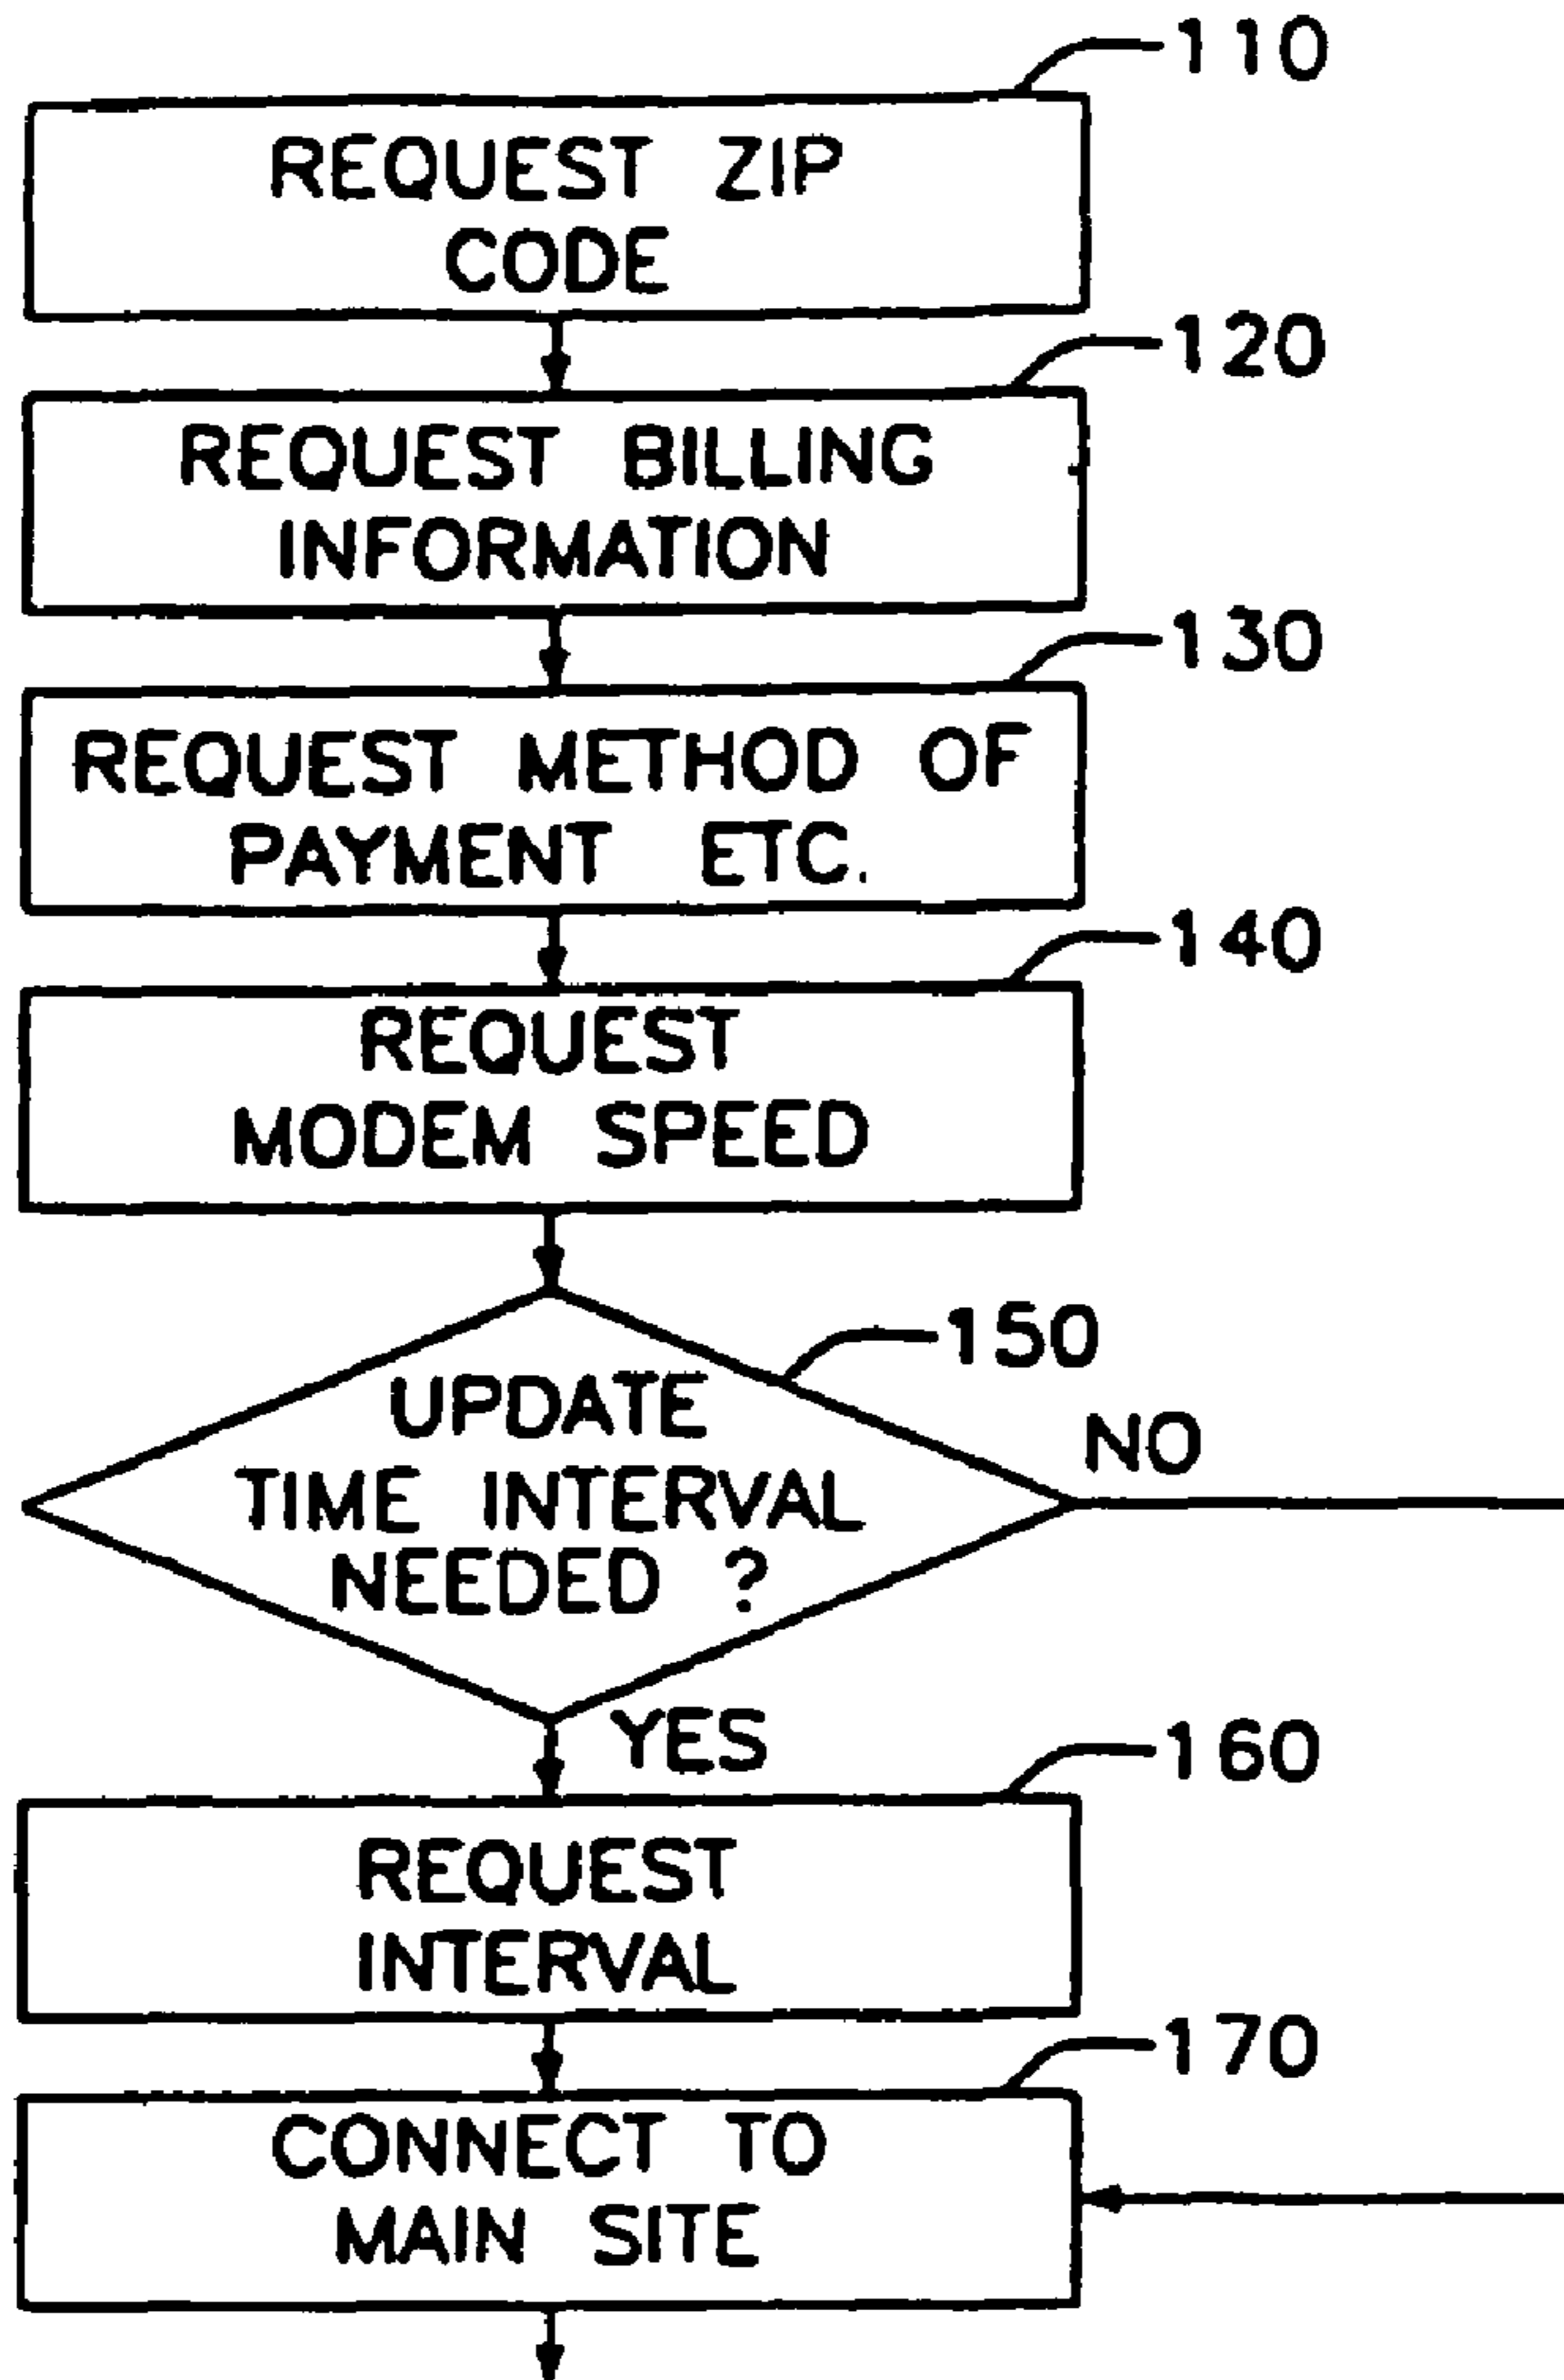 110
REQUEST ZIP
CODE
120
REQUEST BILLING
INFORMATION
130
REQUEST METHOD OF
PAYMENT ETC.
140
REQUEST
MODEM SPEED
150
UPDATE
TIME INTERVAL
NEEDED ?
NO
YES
160
REQUEST
INTERVAL
170
CONNECT TO
MAIN SITE